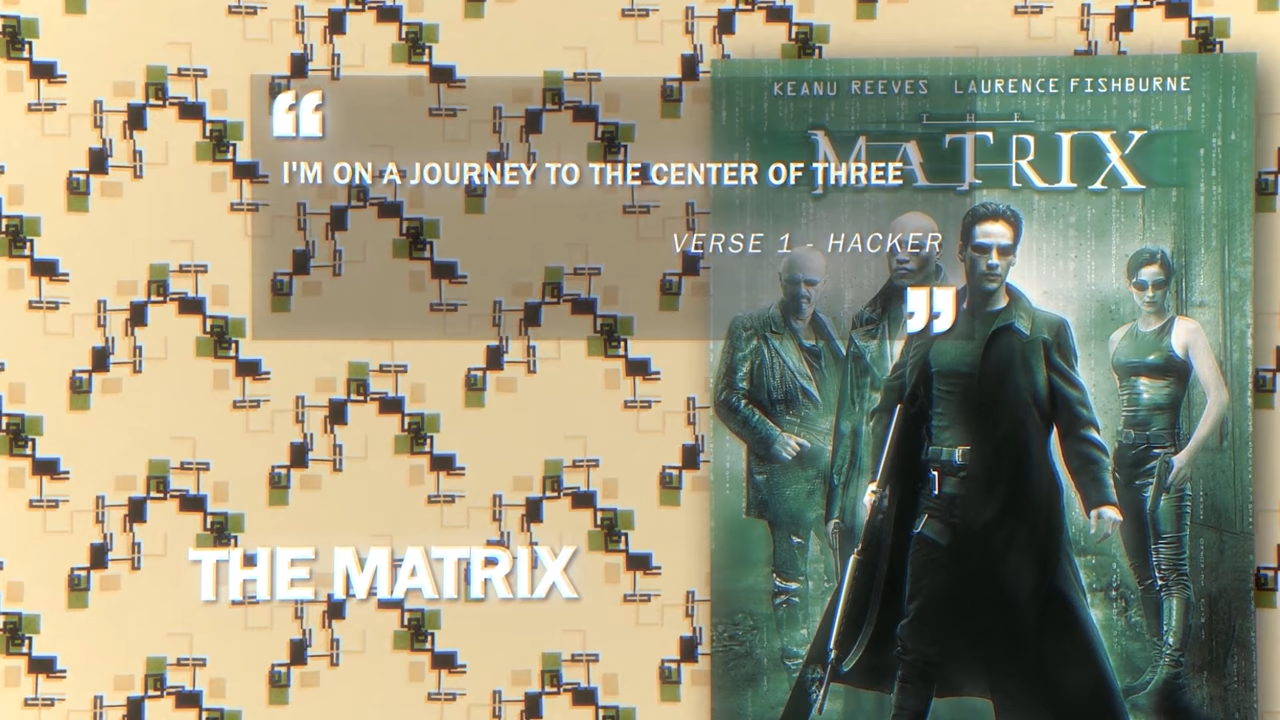 KEANU REEVES LAURENCE FISHBURNE
THE
MATRIX
“
I'M ON A JOURNEY TO THE CENTER OF THREE
VERSE 1 - HACKER
”
THE MATRIX